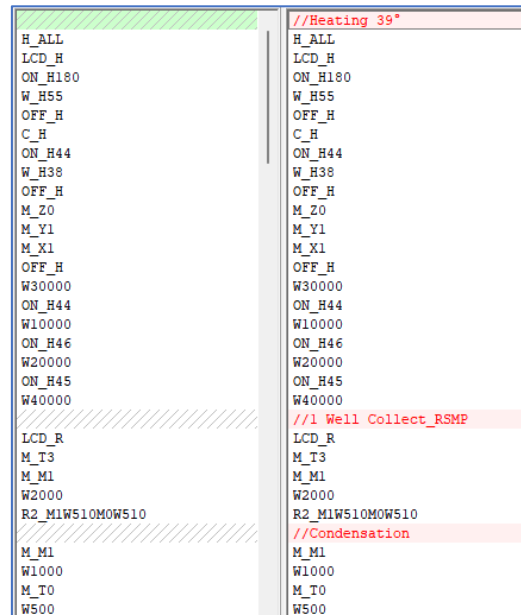 H_ALL
LCD_H
ON_H180
W_H55
OFF_H
C_H
ON_H44
W_H38
OFF_H
M_Z0
M_Y1
M_X1
OFF_H
W30000
ON_H44
W10000
ON_H46
W20000
ON_H45
W40000
LCD_R
M_T3
M_M1
W2000
R2_M1W510M0W510
M_M1
W1000
M_T0
W500
//Heating 39°
H_ALL
LCD_H
ON_H180
W_H55
OFF_H
C_H
ON_H44
W_H38
OFF_H
M_Z0
M_Y1
M_X1
OFF_H
W30000
ON_H44
W10000
ON_H46
W20000
ON_H45
W40000
//1 Well Collect_RSMP
LCD_R
M_T3
M_M1
W2000
R2_M1W510M0W510
//Condensation
M_M1
W1000
M_T0
W500